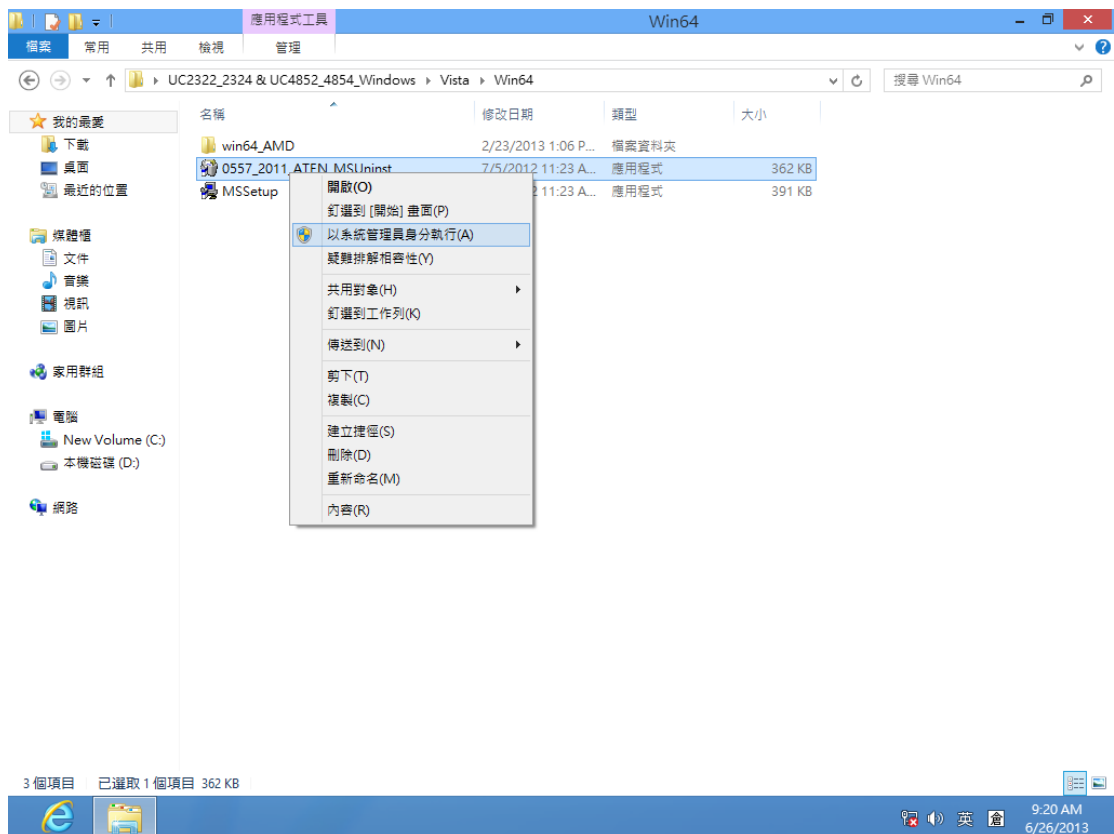 應用程式工具
Win64
檔案 常用 共用 檢視 管理
UC2322_2324 & UC4852_4854_Windows Vista Win64
搜尋 Win64
名稱 修改日期 類型 大小
win64_AMD 2/23/2013 1:06 P... 檔案資料夾
0557_2011_ATEN_MSUninst 7/5/2012 11:23 A... 應用程式 362 KB
MSSetup 2 11:23 A... 應用程式 391 KB
我的最愛
下載
桌面
最近的位置
媒體櫃
文件
音樂
視訊
圖片
家用群組
電腦
New Volume (C:)
本機磁碟 (D:)
網路
開啟(O)
釘選到 [開始] 畫面(P)
以系統管理員身分執行(A)
疑難排解相容性(Y)
共用對象(H)
釘選到工作列(K)
傳送到(N)
剪下(T)
複製(C)
建立捷徑(S)
刪除(D)
重新命名(M)
內容(R)
3 個項目 已選取 1 個項目 362 KB
英 倉 9:20 AM
6/26/2013